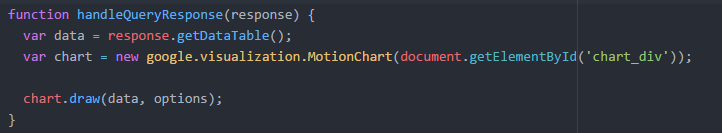 function handleQueryResponse(response) {
  var data = response.getDataTable();
  var chart = new google.visualization.MotionChart(document.getElementById('chart_div'));

  chart.draw(data, options);
}